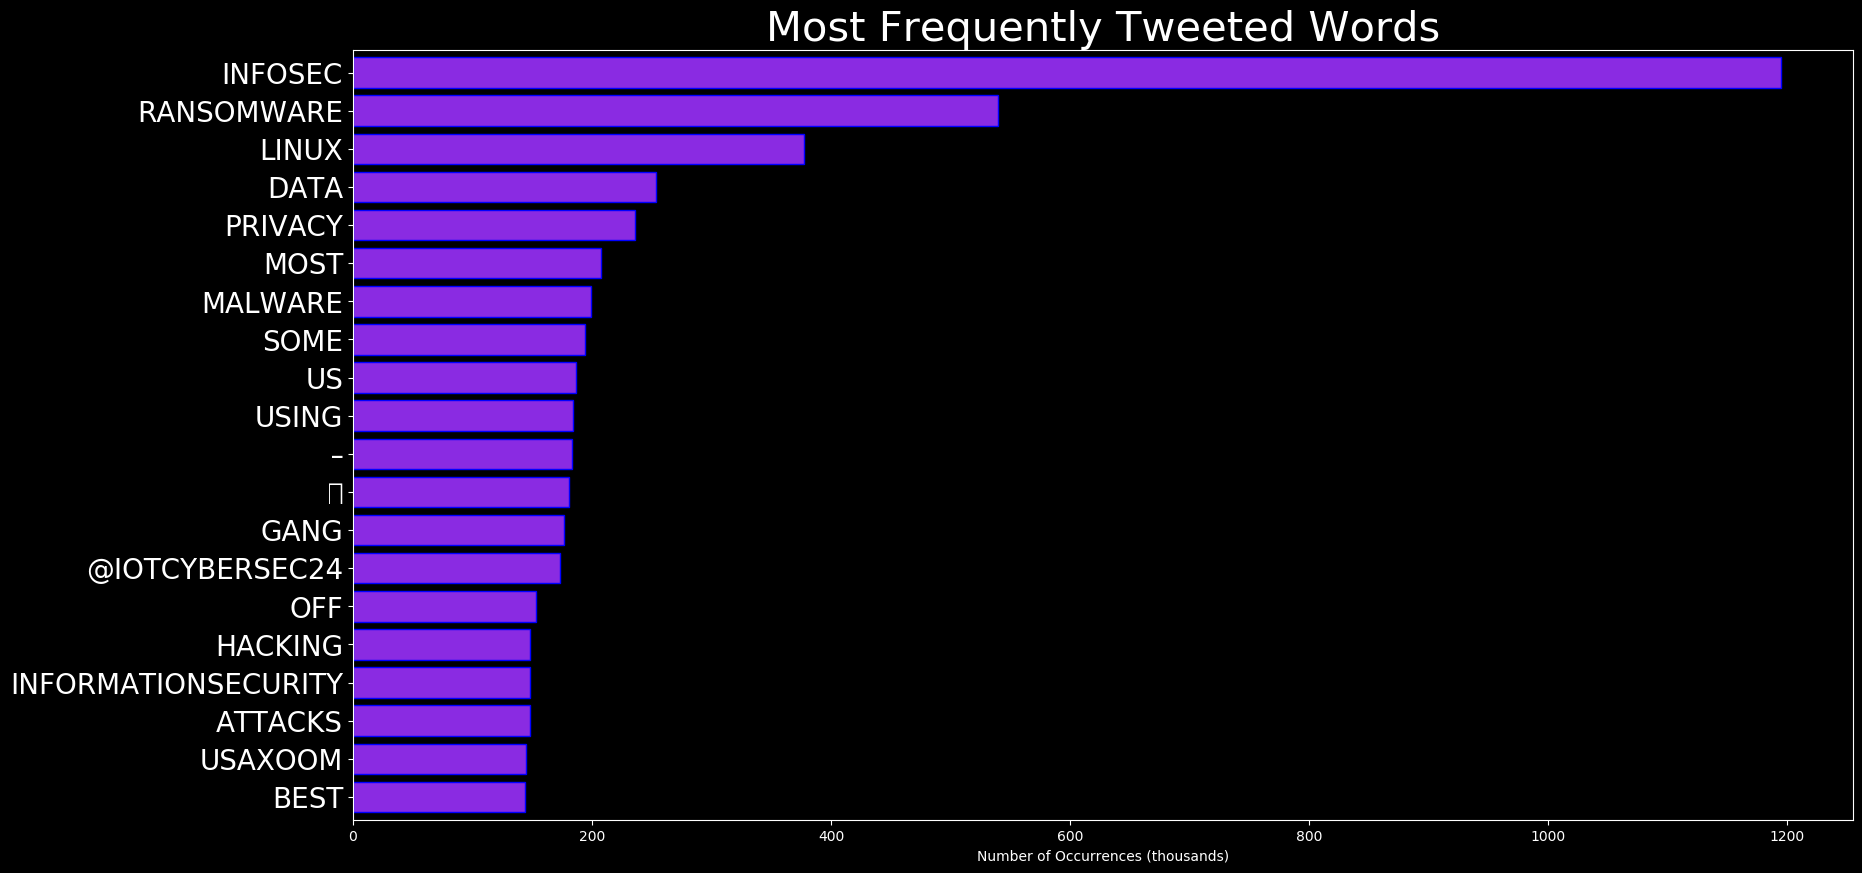 Most Frequently Tweeted Words
INFOSEC
RANSOMWARE
LINUX
DATA
PRIVACY
MOST
MALWARE
SOME
US
USING
–
GANG
@IOTCYBERSEC24
OFF
HACKING
INFORMATIONSECURITY
ATTACKS
USAXOOM
BEST
0 200 400 600 800 1000 1200
Number of Occurrences (thousands)